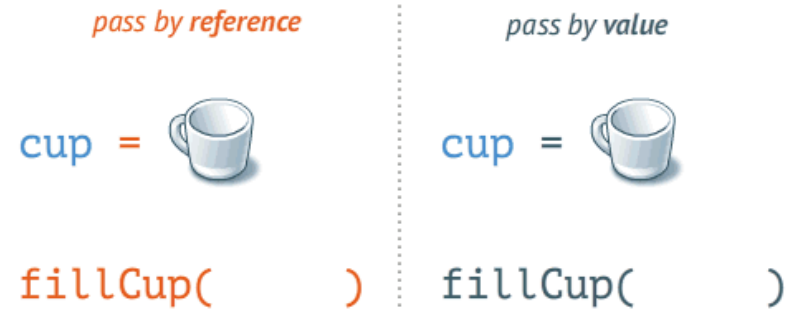 pass by reference
cup =
fillCup( )
pass by value
cup =
fillCup( )